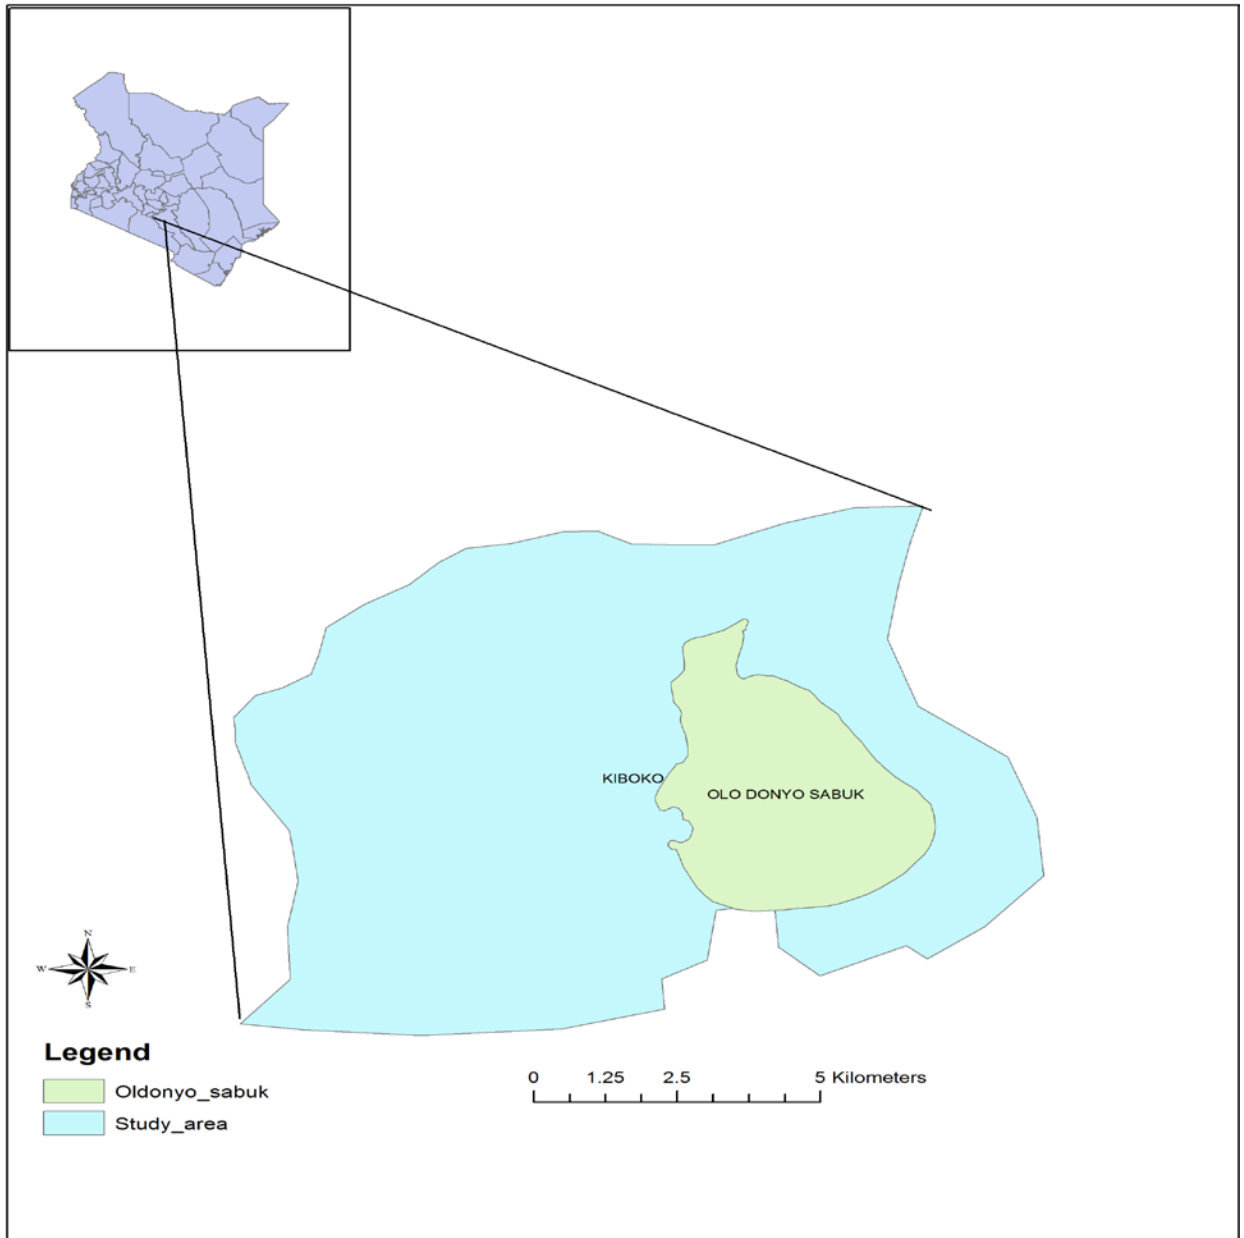 KIBOKO
OLO DONYO SABUK
N
W
E
S
Legend
Oldonyo_sabuk
Study_area
0 1.25 2.5 5 Kilometers